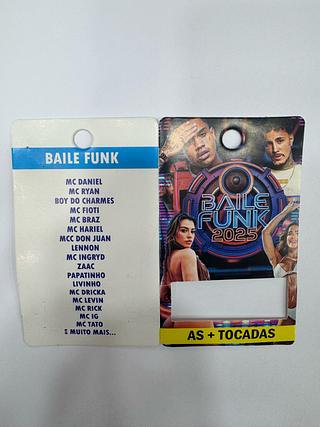 BAILE FUNK
MC DANIEL
MC RYAN
BOY DO CHARMES
MC FIOTI
MC BRAZ
MC HARIEL
MCC DON JUAN
LENNON
MC INGRYD
ZAAC
PAPATINHO
LIVINHO
MC DRICKA
MC LEVIN
MC RICK
MC IG
MC TATO
E MUITO MAIS...
BAILE
FUNK
2025
AS + TOCADAS